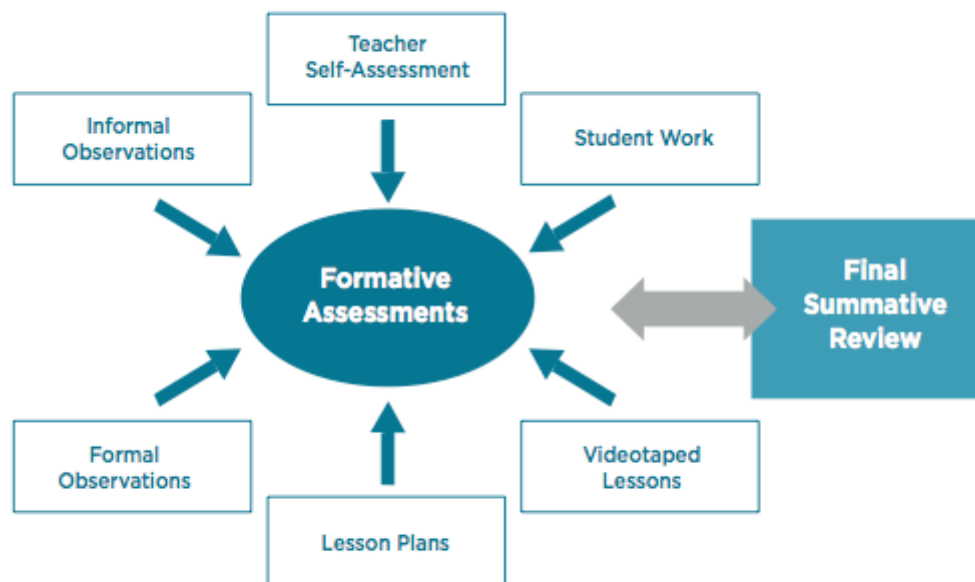 Teacher
Self-Assessment
Informal
Observations
Student Work
Formative
Assessments
Final
Summative
Review
Formal
Observations
Videotaped
Lessons
Lesson Plans